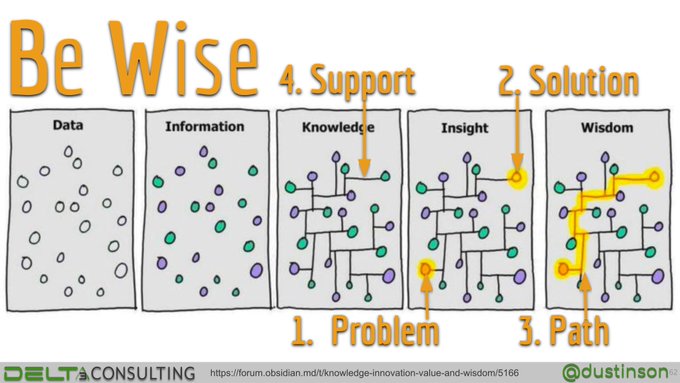 Be Wise
4. Support
2. Solution
Data
Information
Knowledge
Insight
Wisdom
1. Problem
3. Path
DELTA CONSULTING
https://forum.obsidian.md/t/knowledge-innovation-value-and-wisdom/5166
@dustinson
62